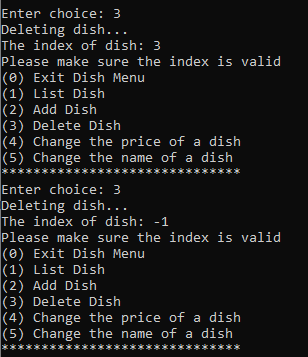 Enter choice: 3
Deleting dish...
The index of dish: 3
Please make sure the index is valid
(0) Exit Dish Menu
(1) List Dish
(2) Add Dish
(3) Delete Dish
(4) Change the price of a dish
(5) Change the name of a dish
******************************
Enter choice: 3
Deleting dish...
The index of dish: -1
Please make sure the index is valid
(0) Exit Dish Menu
(1) List Dish
(2) Add Dish
(3) Delete Dish
(4) Change the price of a dish
(5) Change the name of a dish
******************************